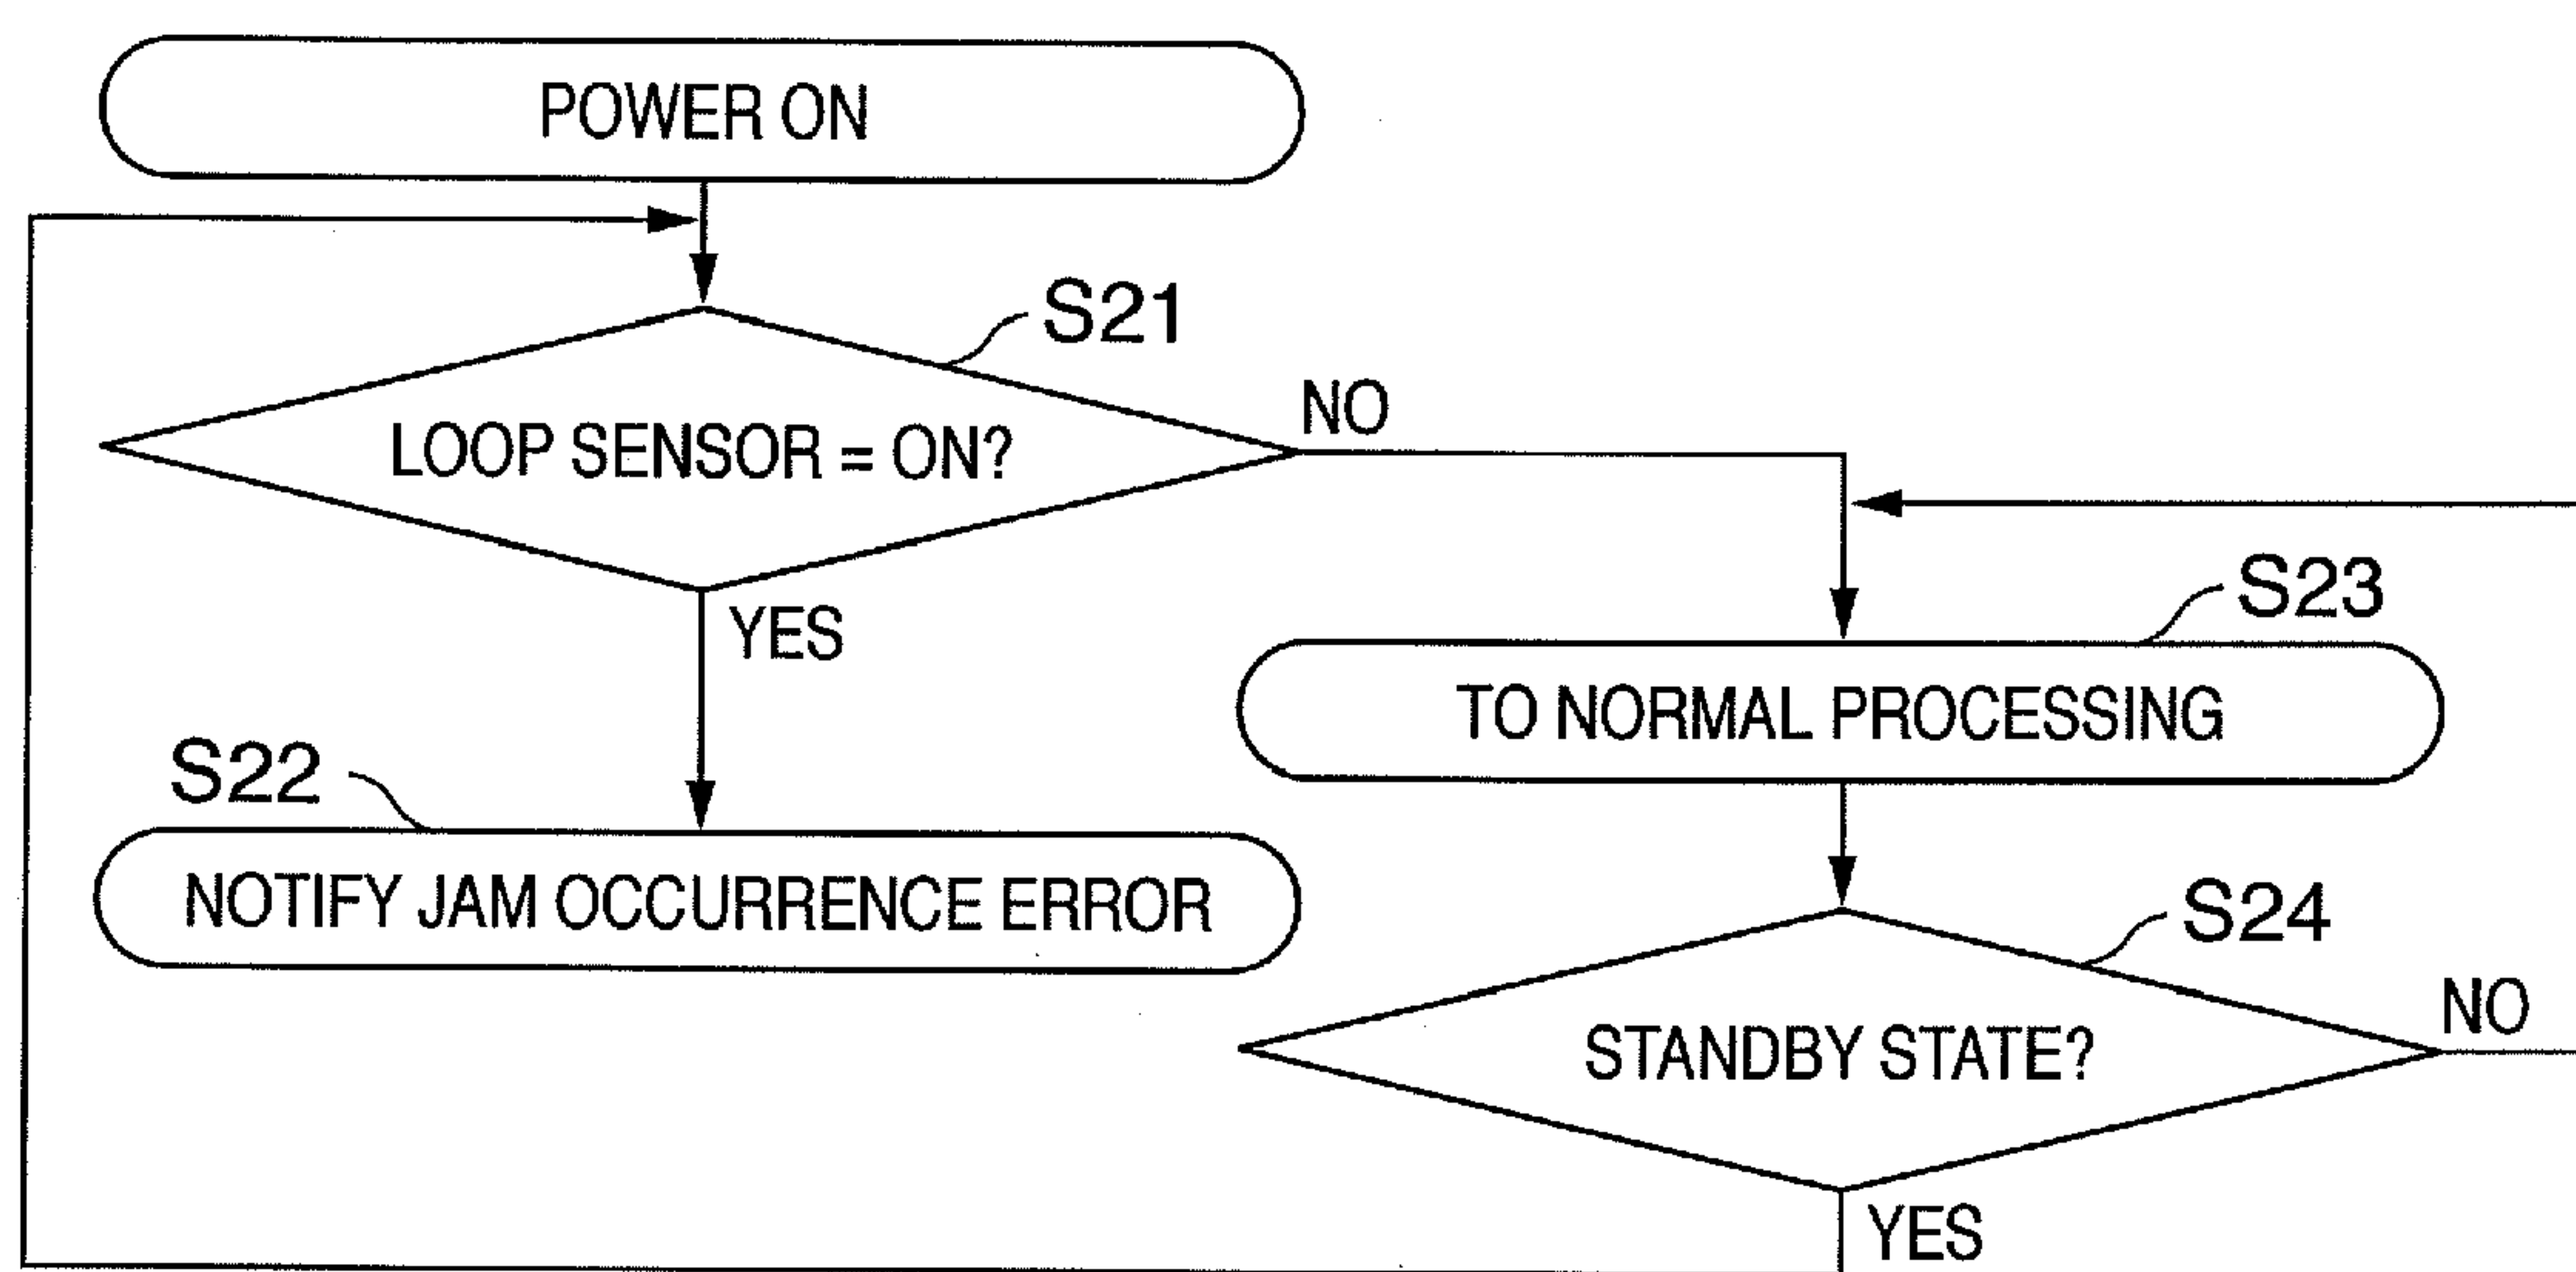 POWER ON
S21
LOOP SENSOR = ON?
NO
YES
S22
NOTIFY JAM OCCURRENCE ERROR
S23
TO NORMAL PROCESSING
S24
STANDBY STATE?
NO
YES